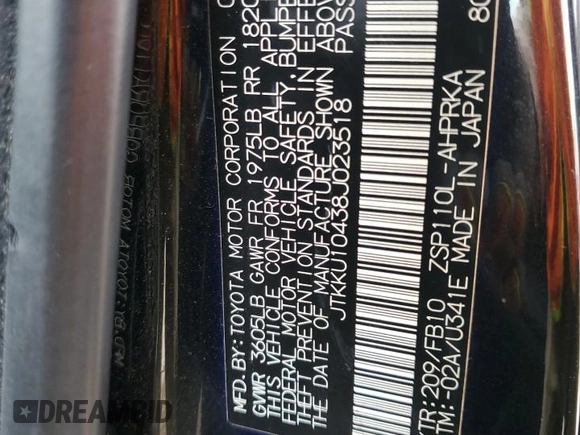 MFD.BY:TOYOTA MOTOR CORPORATION
GVWR 3605LB GAWR FR 1975LB RR 1820
THIS VEHICLE CONFORMS TO ALL APPL
FEDERAL MOTOR VEHICLE SAFETY, BUMPE
THEFT PREVENTION STANDARDS IN EFFE
THE DATE OF MANUFACTURE SHOWN ABOV
JTKKU10438J023518 PASS
C/TR:209/FB10 ZSP110L-AHPRKA
TM:-02A/U341E MADE IN JAPAN 80
DREAMBID